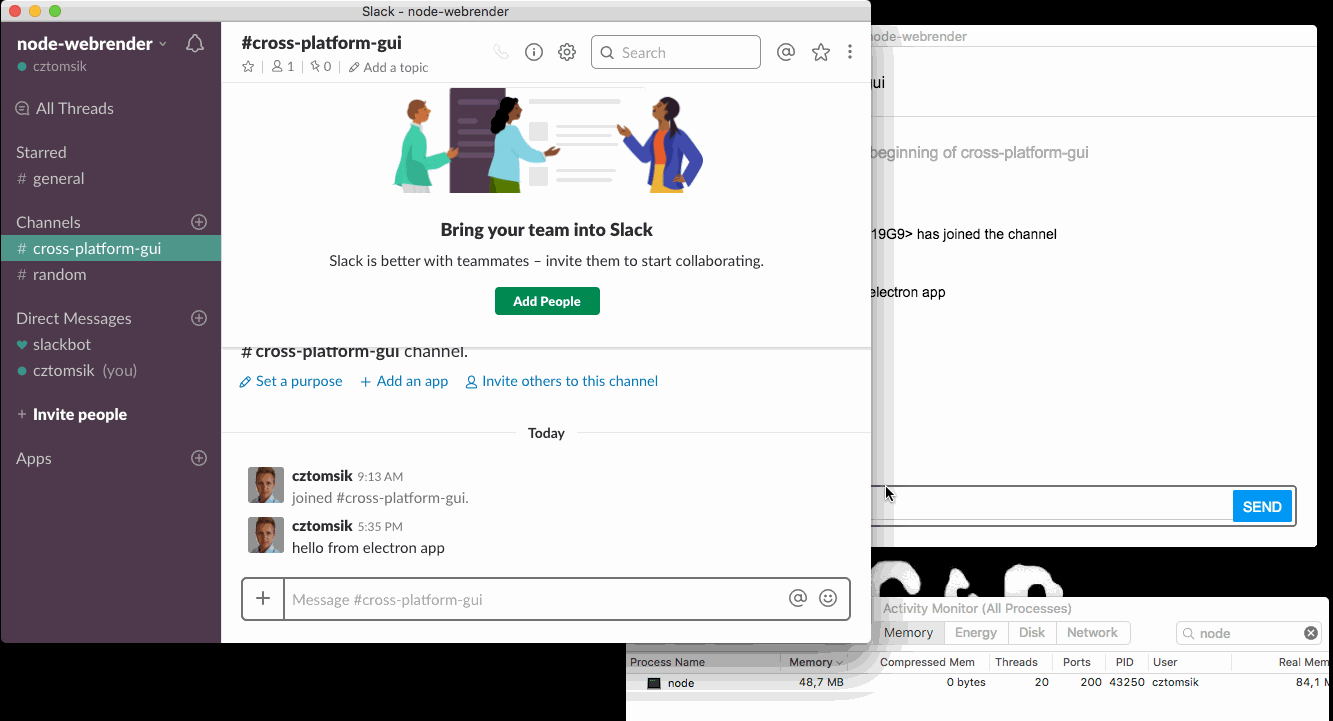 Slack - node-webrender
node-webrender
cztomsik
All Threads
Starred
# general
Channels
# cross-platform-gui
# random
Direct Messages
slackbot
cztomsik (you)
+ Invite people
Apps
#cross-platform-gui
1
0
Add a topic
Search
Bring your team into Slack
Slack is better with teammates – invite them to start collaborating.
Add People
# cross-platform-gui channel.
Set a purpose
+ Add an app
Invite others to this channel
Today
cztomsik 9:13 AM
joined #cross-platform-gui.
cztomsik 5:35 PM
hello from electron app
+ Message #cross-platform-gui
node-webrender
gui
beginning of cross-platform-gui
19G9> has joined the channel
electron app
SEND
Activity Monitor (All Processes)
Memory Energy Disk Network
node
Process Name Memory Compressed Mem Threads Ports PID User Real Mem
node 48,7 MB 0 bytes 20 200 43250 cztomsik 84,1 M